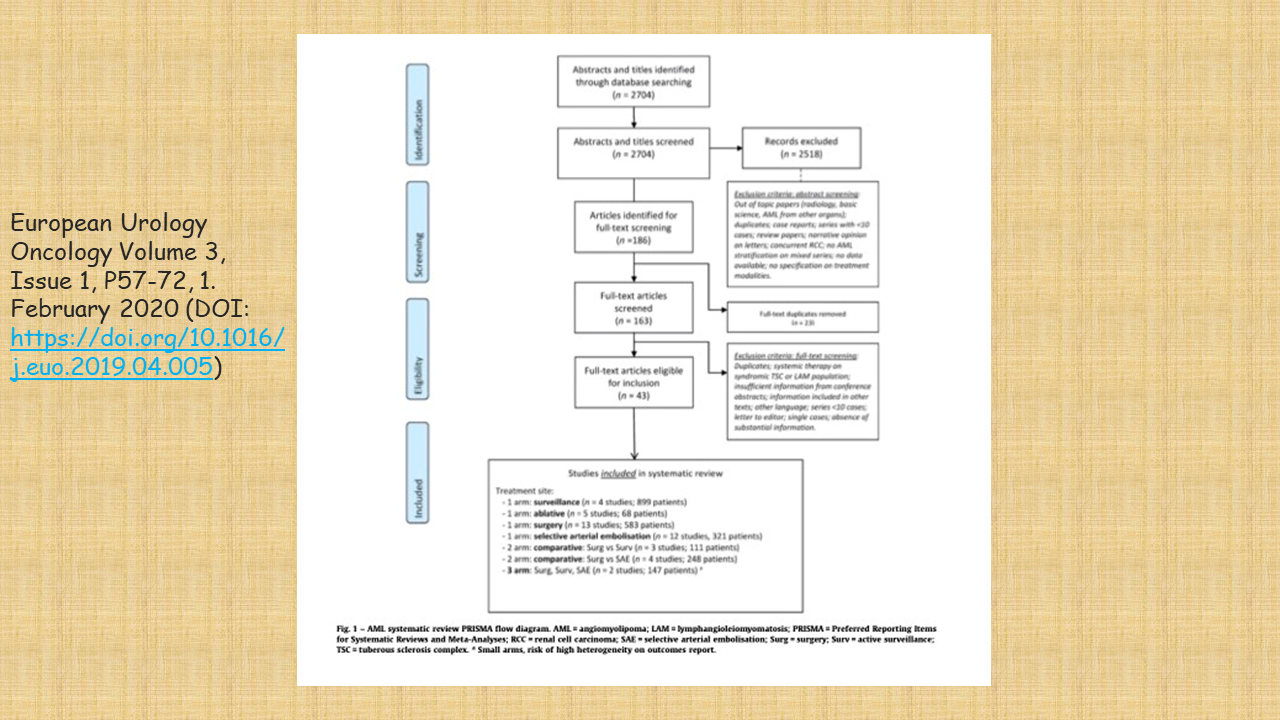 European Urology
Oncology Volume 3,
Issue 1, P57-72, 1.
February 2020 (DOI:
https://doi.org/10.1016/
j.euo.2019.04.005)
Identification
Screening
Eligibility
Included
Abstracts and titles identified
through database searching
(n = 2704)
Abstracts and titles screened
(n = 2704)
Records excluded
(n = 2518)
Exclusion criteria: abstract screening:
Out of topic papers (radiology, basic
science, AML from other organs);
duplicates; case reports; series with <10
cases; review papers; narrative opinion
on letters; concurrent RCC; no AML
stratification on mixed series; no data
available; no specification on treatment
modalities.
Articles identified for
full-text screening
(n =186)
Full-text articles
screened
(n = 163)
Full-text duplicates removed
(n = 23)
Exclusion criteria: full-text screening:
Duplicates; systemic therapy on
syndromic TSC or LAM population;
insufficient information from conference
abstracts; information included in other
texts; other language; series <10 cases;
letter to editor; single cases; absence of
substantial information.
Full-text articles eligible
for inclusion
(n = 43)
Studies included in systematic review
Treatment site:
- 1 arm: surveillance (n = 4 studies; 899 patients)
- 1 arm: ablative (n = 5 studies; 68 patients)
- 1 arm: surgery (n = 13 studies; 583 patients)
- 1 arm: selective arterial embolisation (n = 12 studies, 321 patients)
- 2 arm: comparative: Surg vs Surv (n = 3 studies; 111 patients)
- 2 arm: comparative: Surg vs SAE (n = 4 studies; 248 patients)
- 3 arm: Surg, Surv, SAE (n = 2 studies; 147 patients) *
Fig. 1 – AML systematic review PRISMA flow diagram. AML = angiomyolipoma; LAM = lymphangioleiomyomatosis; PRISMA = Preferred Reporting Items
for Systematic Reviews and Meta-Analyses; RCC = renal cell carcinoma; SAE = selective arterial embolisation; Surg = surgery; Surv = active surveillance;
TSC = tuberous sclerosis complex. * Small arms, risk of high heterogeneity on outcomes report.